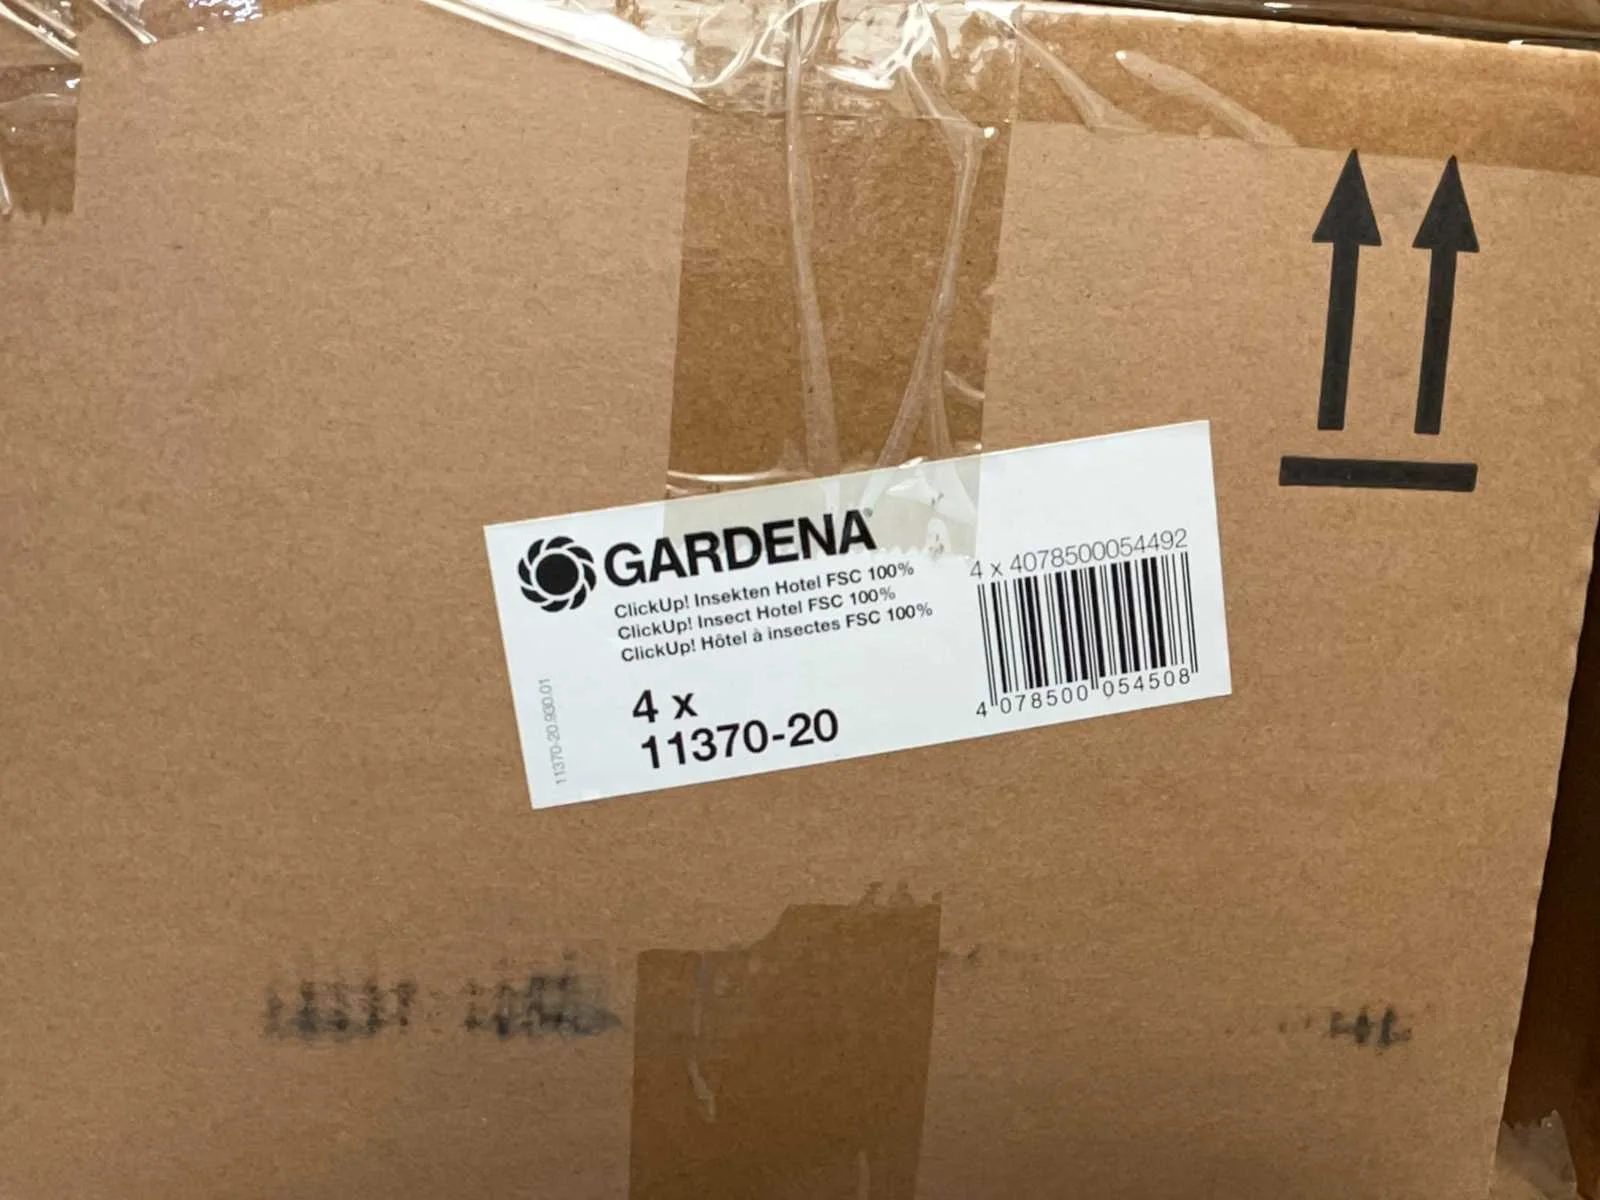 GARDENA
ClickUp! Insekten Hotel FSC 100%
ClickUp! Insect Hotel FSC 100%
ClickUp! Hôtel à insectes FSC 100%
4 x
11370-20
11370-20.930.01
4 x 4078500054492
4 078500 054508